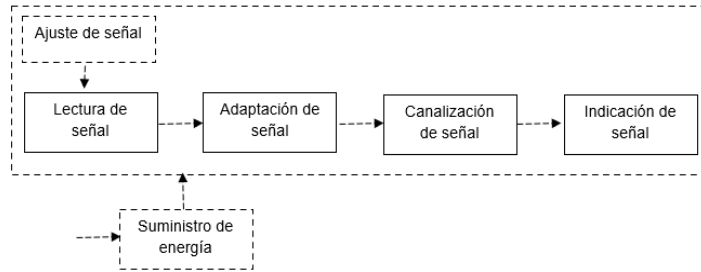 Ajuste de señal
Lectura de
señal
Adaptación de
señal
Canalización
de señal
Indicación de
señal
Suministro de
energía